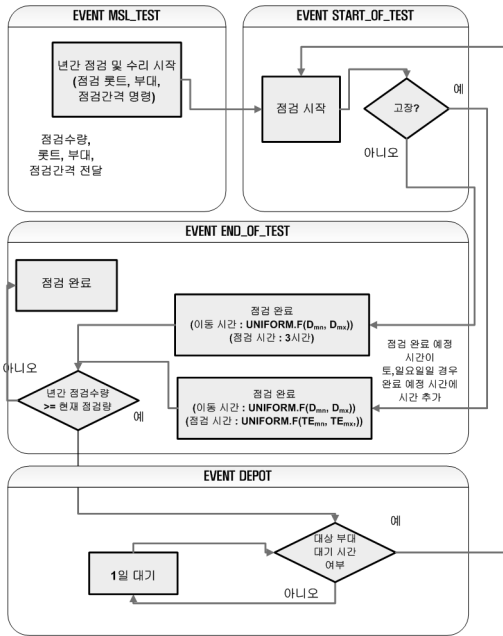 EVENT MSL_TEST
년간 점검 및 수리 시작
(점검 롯트, 부대,
점검간격 명령)
점검수량,
롯트, 부대,
점검간격 전달
EVENT START_OF_TEST
점검 시작
고장?
예
아니오
EVENT END_OF_TEST
점검 완료
점검 완료
(이동 시간 : UNIFORM.F(Dmn, Dmx))
(점검 시간 : 3시간)
점검 완료 예정
시간이
토,일요일일 경우
완료 예정 시간에
시간 추가
아니오
년간 점검수량
>= 현재 점검량
예
점검 완료
(이동 시간 : UNIFORM.F(Dmn, Dmx)
(점검 시간 : UNIFORM.F(TEmn, TEmx,))
EVENT DEPOT
대상 부대
대기 시간
여부
예
1일 대기
아니오